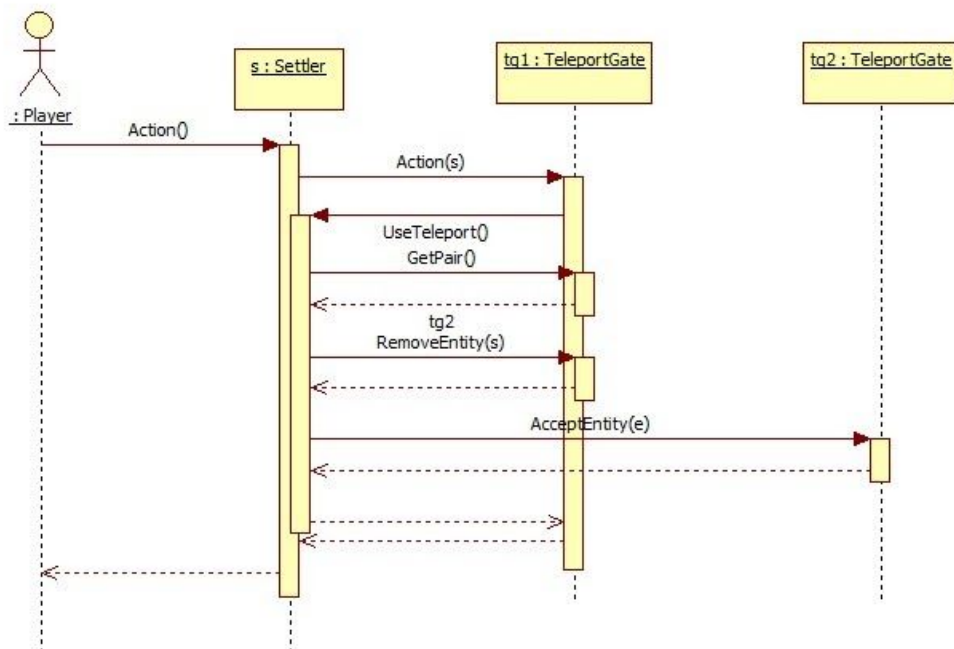 s : Settler
tg1 : TeleportGate
tg2 : TeleportGate
: Player
Action()
Action(s)
UseTeleport()
GetPair()
tg2
RemoveEntity(s)
AcceptEntity(e)